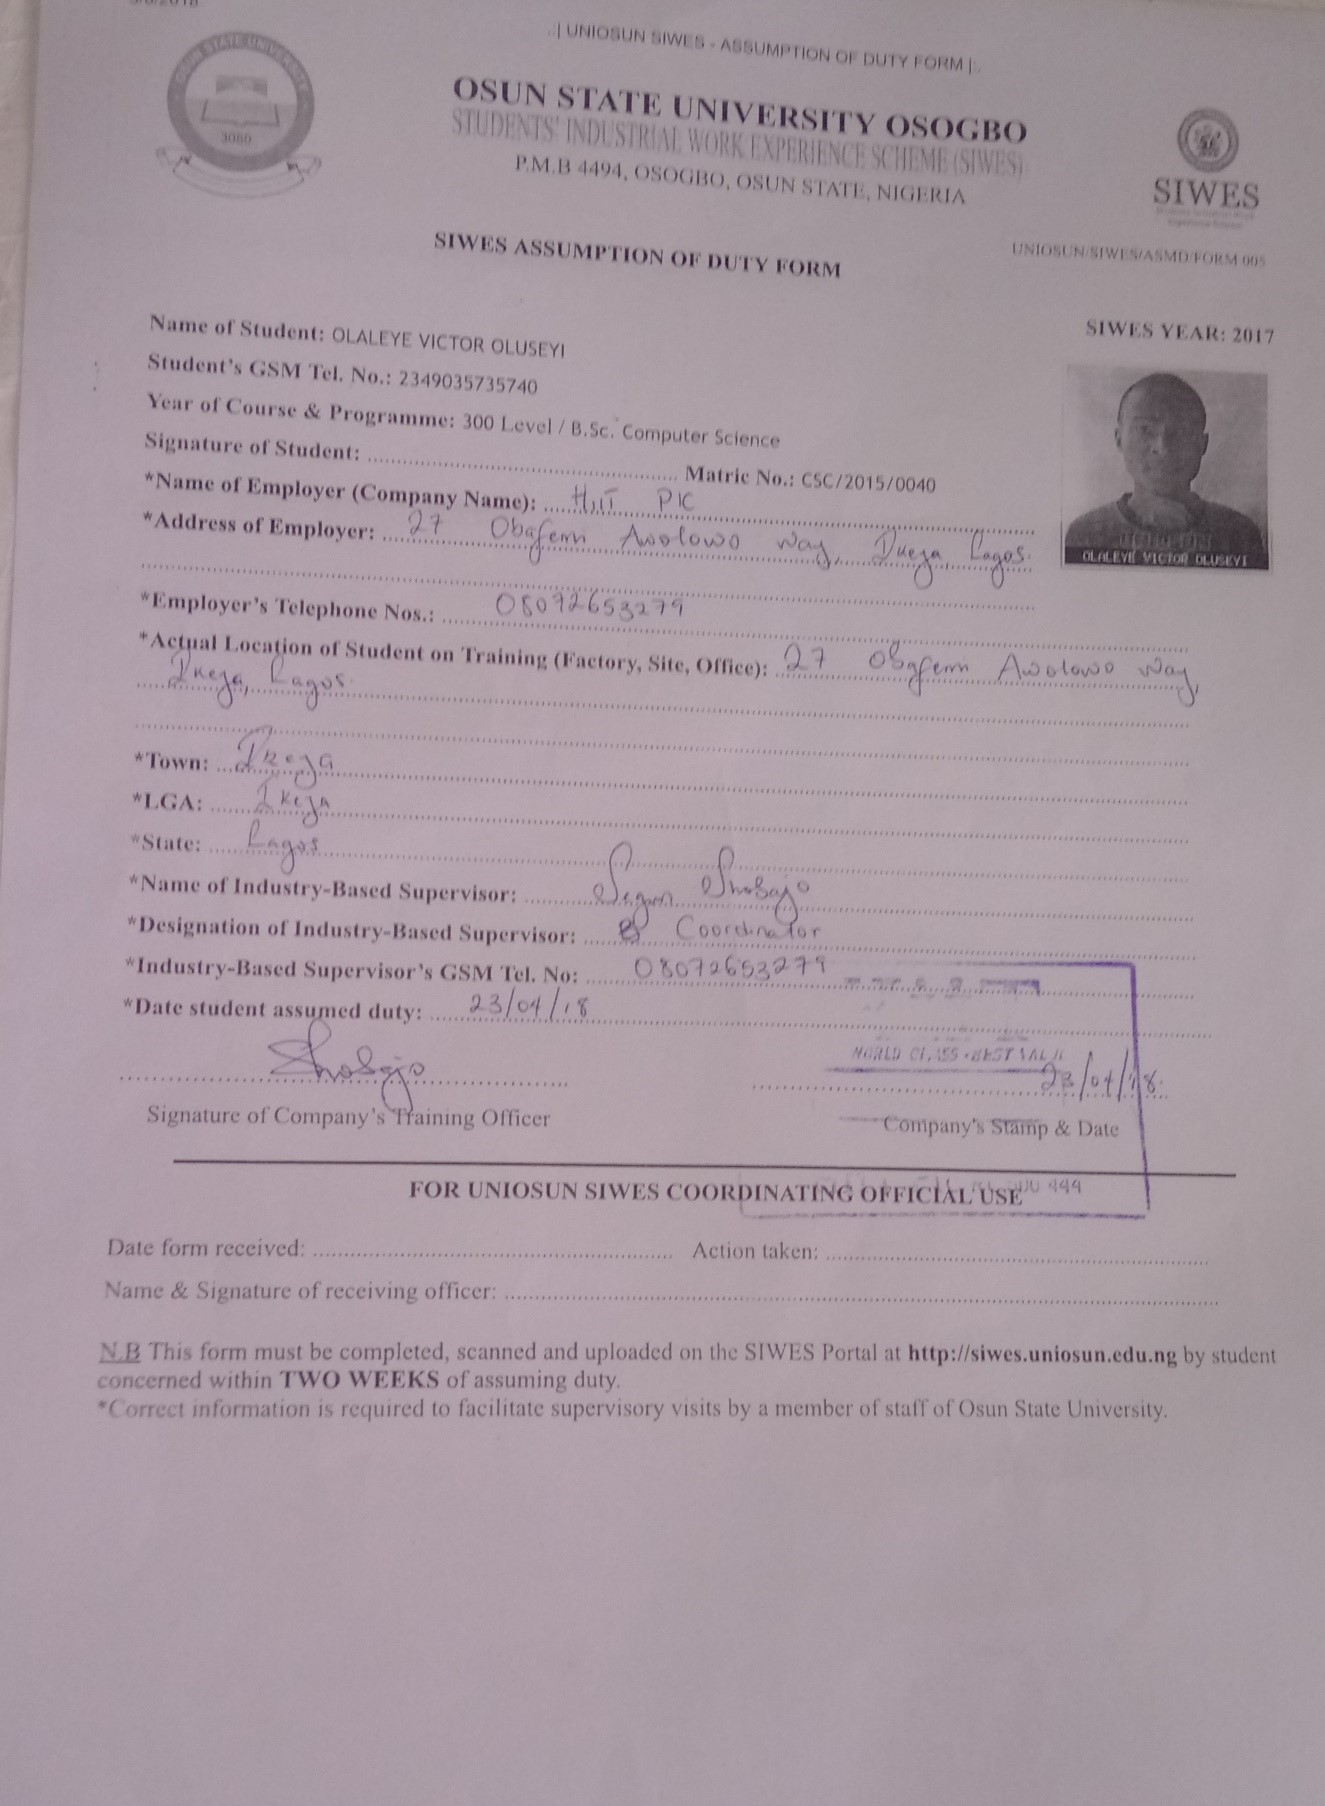 .:| UNIOSUN SIWES - ASSUMPTION OF DUTY FORM |:.
OSUN STATE UNIVERSITY
3080
OSUN STATE UNIVERSITY OSOGBO
STUDENTS' INDUSTRIAL WORK EXPERIENCE SCHEME (SIWES)
P.M.B 4494, OSOGBO, OSUN STATE, NIGERIA
SIWES
SIWES ASSUMPTION OF DUTY FORM
UNIOSUN/SIWES/ASMD/FORM 005
SIWES YEAR: 2017
Name of Student: OLALEYE VICTOR OLUSEYI
Student's GSM Tel. No.: 2349035735740
Year of Course & Programme: 300 Level / B.Sc. Computer Science
Signature of Student: Matric No.: CSC/2015/0040
*Name of Employer (Company Name): HiiT PlC
*Address of Employer: 27 Obafemi Awolowo way, Ikeja, Lagos.
OLALEYE VICTOR OLUSEYI
*Employer's Telephone Nos.: 08072653279
*Actual Location of Student on Training (Factory, Site, Office): 27 Obafemi Awolowo way,
Ikeja, Lagos.
*Town: Ikeja
*LGA: Ikeja
*State: Lagos
*Name of Industry-Based Supervisor: Segun Shobajo
*Designation of Industry-Based Supervisor: Coordinator
*Industry-Based Supervisor's GSM Tel. No: 08072653279
*Date student assumed duty: 23/04/18
Shobajo
WORLD CLASS - BEST VALU
23/04/18.
Signature of Company's Training Officer
Company's Stamp & Date
FOR UNIOSUN SIWES COORDINATING OFFICIAL USE
444
Date form received: Action taken:
Name & Signature of receiving officer:
N.B This form must be completed, scanned and uploaded on the SIWES Portal at http://siwes.uniosun.edu.ng by student
concerned within TWO WEEKS of assuming duty.
*Correct information is required to facilitate supervisory visits by a member of staff of Osun State University.